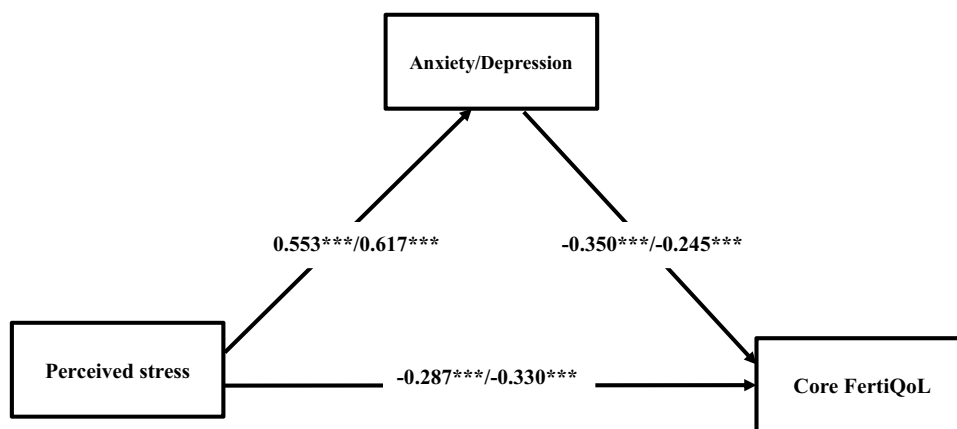 Anxiety/Depression
0.553***/0.617***
-0.350***/-0.245***
Perceived stress
-0.287***/-0.330***
Core FertiQoL